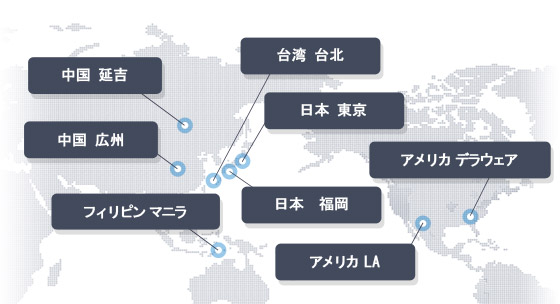 台湾 台北
中国 延吉
日本 東京
中国 広州
アメリカ デラウェア
フィリピン マニラ
日本　福岡
アメリカ LA